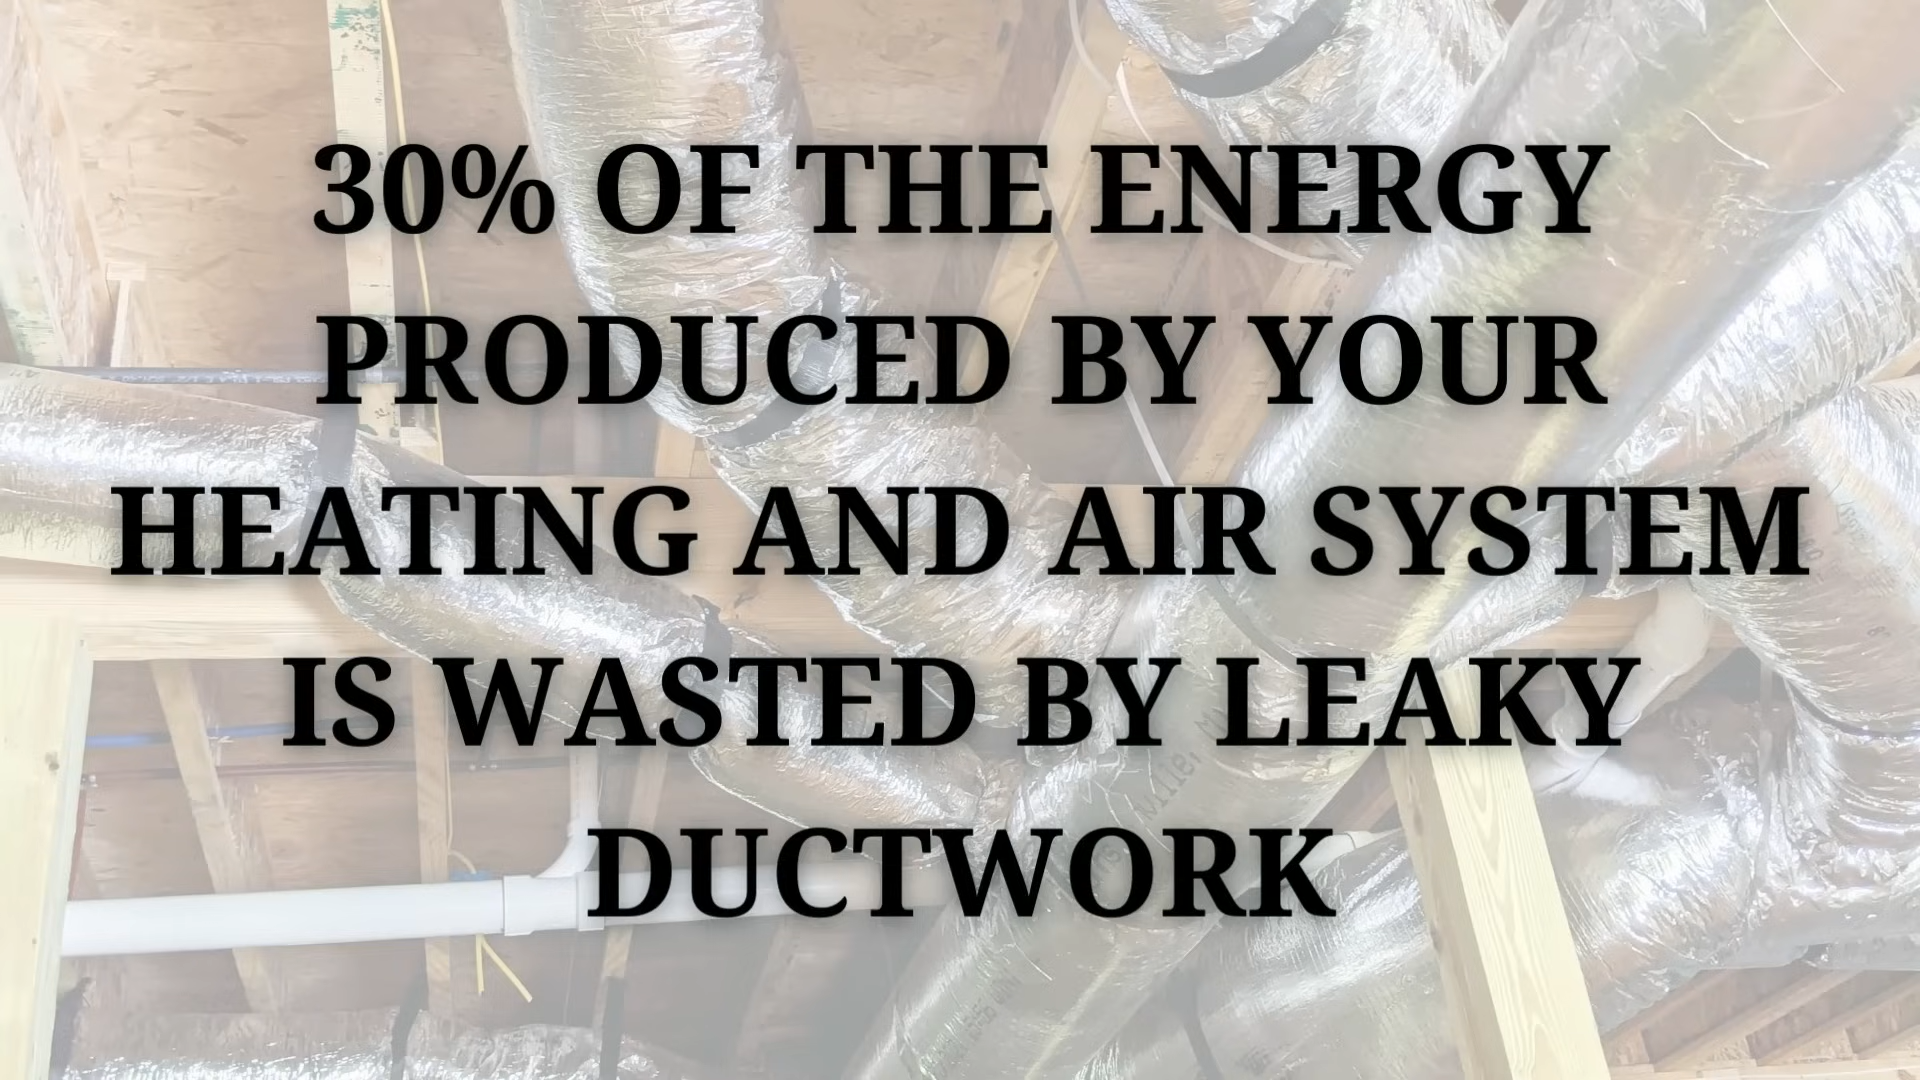 30% OF THE ENERGY
PRODUCED BY YOUR
HEATING AND AIR SYSTEM
IS WASTED BY LEAKY
DUCTWORK